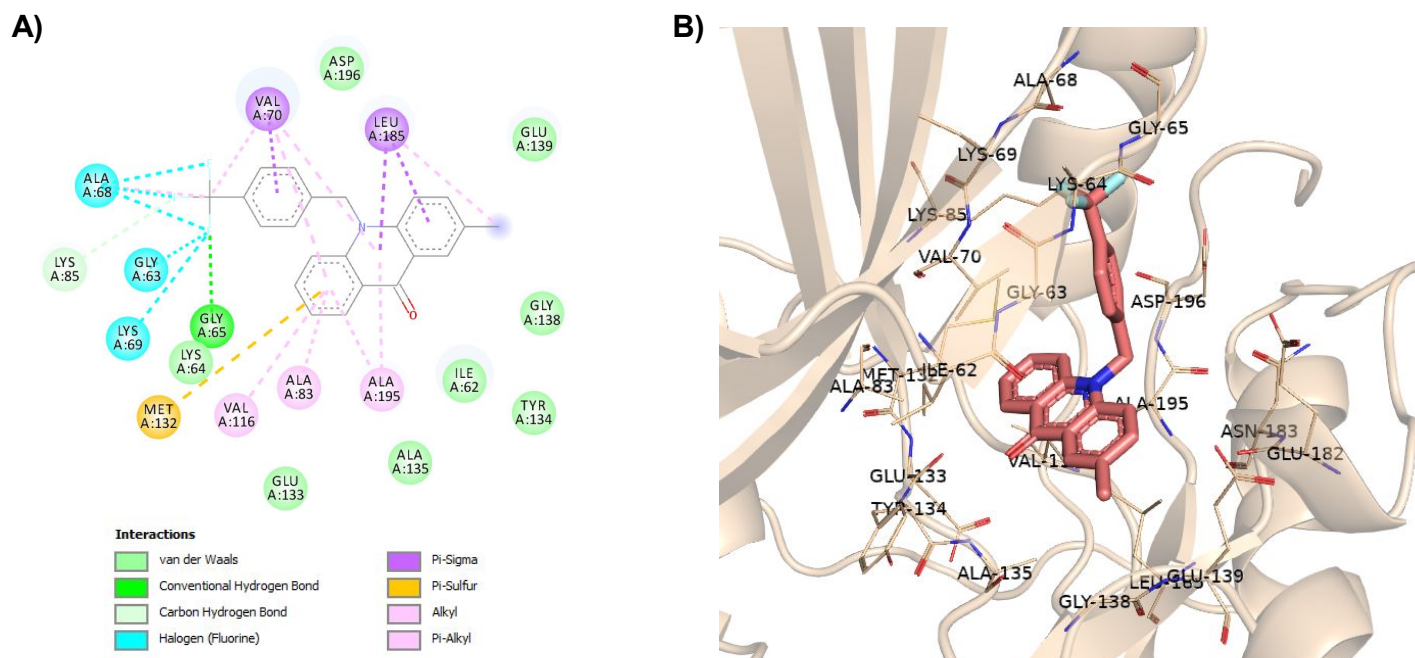 A)
ASP
A:196
VAL
A:70
LEU
A:185
GLU
A:139
ALA
A:68
N
LYS
A:85
GLY
A:63
O
GLY
A:138
LYS
A:69
GLY
A:65
LYS
A:64
ILE
A:62
ALA
A:83
ALA
A:195
TYR
A:134
MET
A:132
VAL
A:116
ALA
A:135
GLU
A:133
Interactions
van der Waals
Conventional Hydrogen Bond
Carbon Hydrogen Bond
Halogen (Fluorine)
Pi-Sigma
Pi-Sulfur
Alkyl
Pi-Alkyl
B)
ALA-68
GLY-65
LYS-69
LYS-64
LYS-85
VAL-70
GLY-63
ASP-196
ILE-62
ALA-83
ALA-195
ASN-183
GLU-182
GLU-133
TYR-134
ALA-135
GLU-139
GLY-138